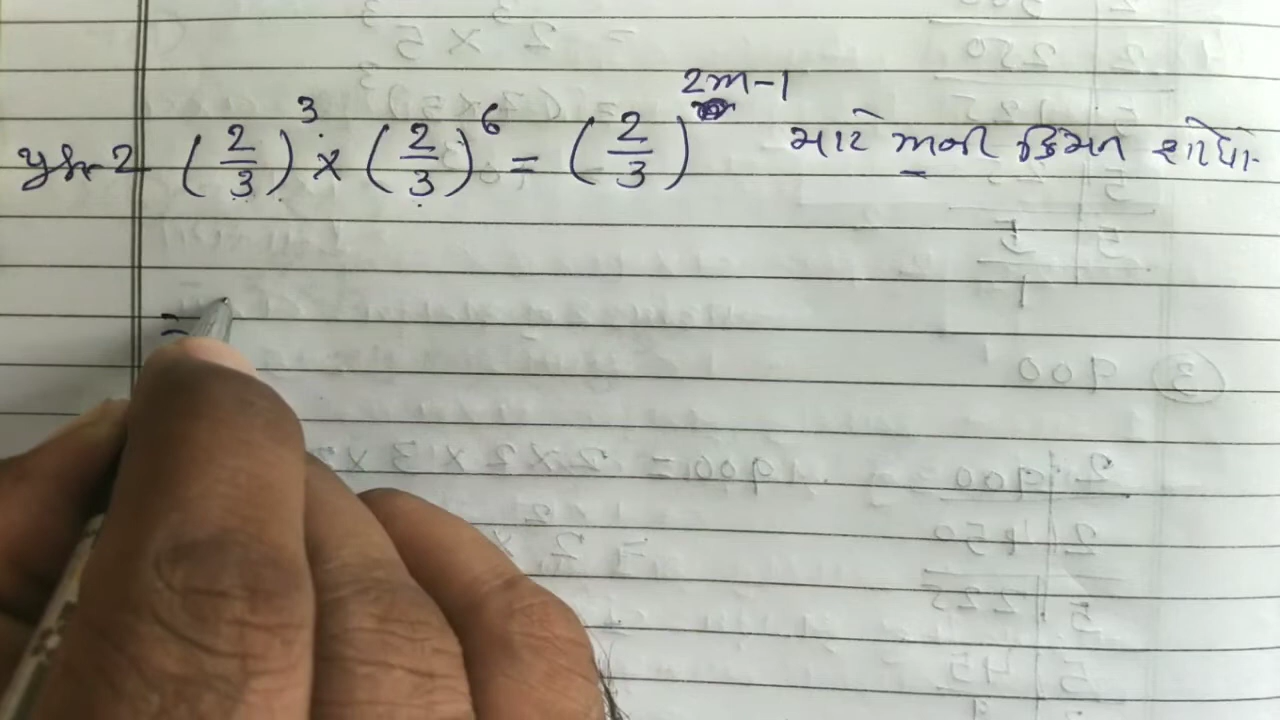 પ્રશ્ન-2 (2/3)^3 × (2/3)^6 = (2/3)^{2m-1} માટે mની કિંમત શોધો.
=